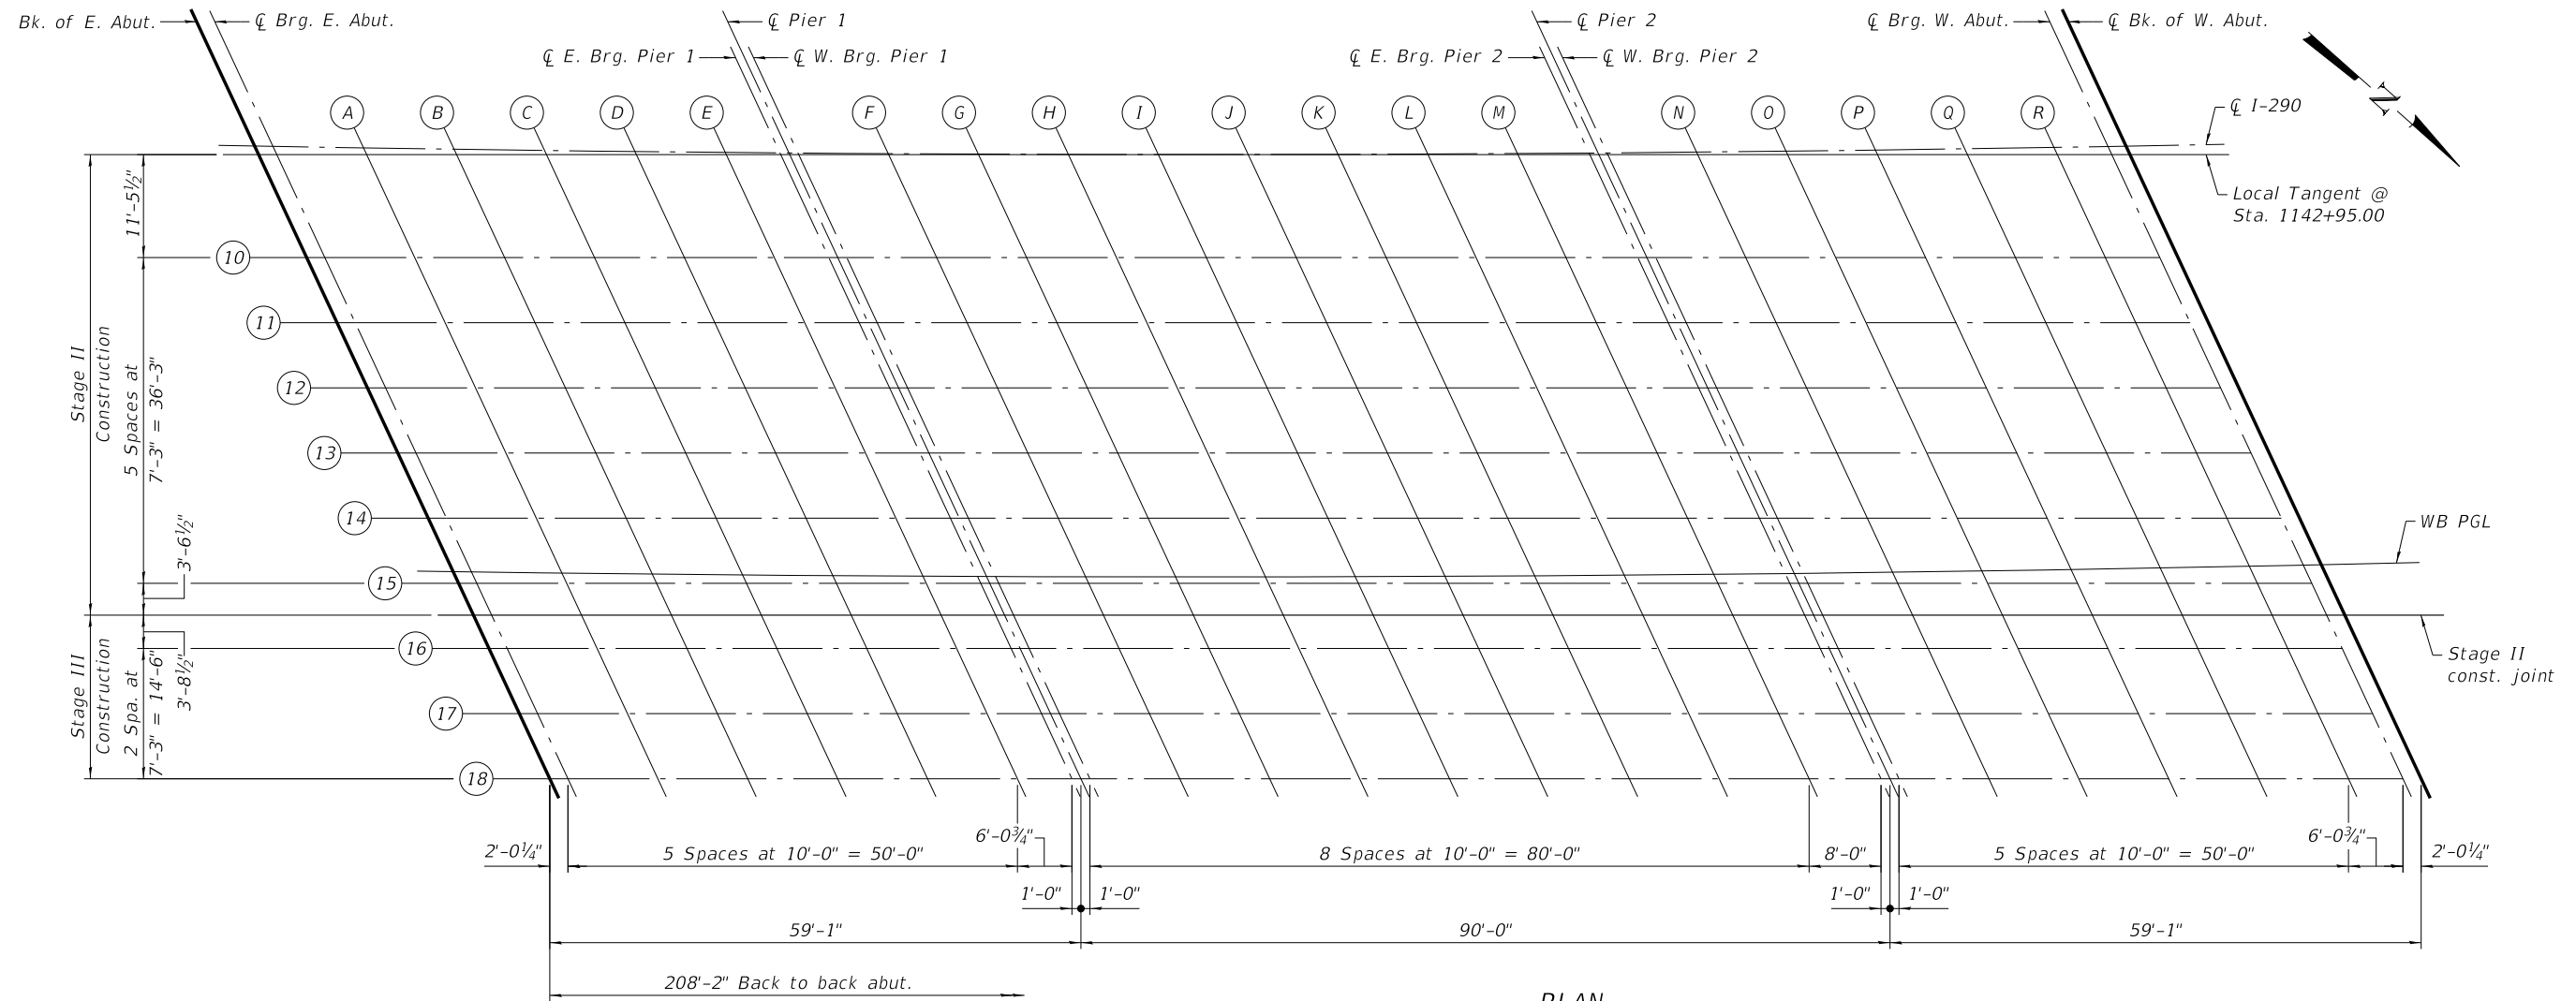 Bk. of E. Abut.
℄ Brg. E. Abut.
℄ Pier 1
℄ Pier 2
℄ Brg. W. Abut.
℄ Bk. of W. Abut.
℄ E. Brg. Pier 1
℄ W. Brg. Pier 1
℄ E. Brg. Pier 2
℄ W. Brg. Pier 2
N
A
B
C
D
E
F
G
H
I
J
K
L
M
N
O
P
Q
R
℄ I-290
Local Tangent @
Sta. 1142+95.00
11'-5½"
10
11
12
13
14
15
16
17
18
Stage II
Construction
5 Spaces at
7'-3" = 36'-3"
3'-6½"
WB PGL
Stage III
Construction
2 Spa. at
7'-3" = 14'-6"
3'-8½"
Stage II
const. joint
2'-0¼"
5 Spaces at 10'-0" = 50'-0"
6'-0¾"
8 Spaces at 10'-0" = 80'-0"
8'-0"
5 Spaces at 10'-0" = 50'-0"
6'-0¾"
2'-0¼"
1'-0"
1'-0"
1'-0"
1'-0"
59'-1"
90'-0"
59'-1"
208'-2" Back to back abut.
PLAN